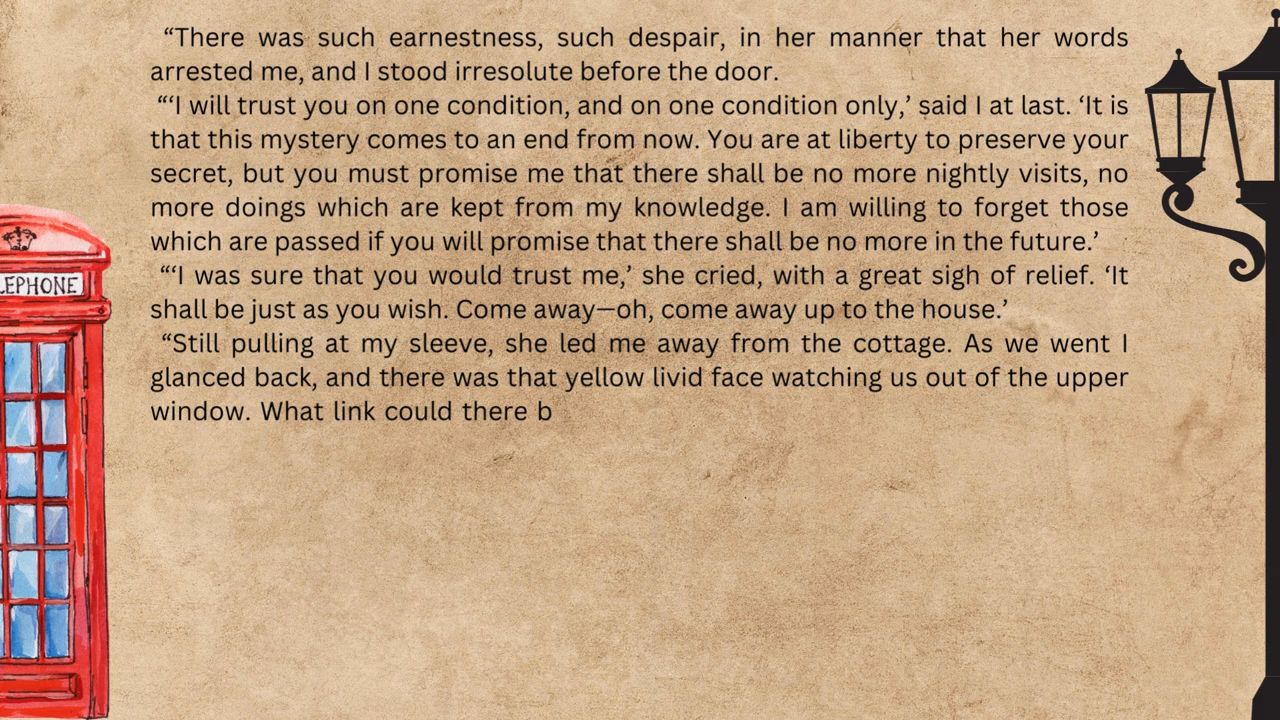 “There was such earnestness, such despair, in her manner that her words
arrested me, and I stood irresolute before the door.
“‘I will trust you on one condition, and on one condition only,’ said I at last. ‘It is
that this mystery comes to an end from now. You are at liberty to preserve your
secret, but you must promise me that there shall be no more nightly visits, no
more doings which are kept from my knowledge. I am willing to forget those
which are passed if you will promise that there shall be no more in the future.’
“‘I was sure that you would trust me,’ she cried, with a great sigh of relief. ‘It
shall be just as you wish. Come away—oh, come away up to the house.’
“Still pulling at my sleeve, she led me away from the cottage. As we went I
glanced back, and there was that yellow livid face watching us out of the upper
window. What link could there b
LEPHONE